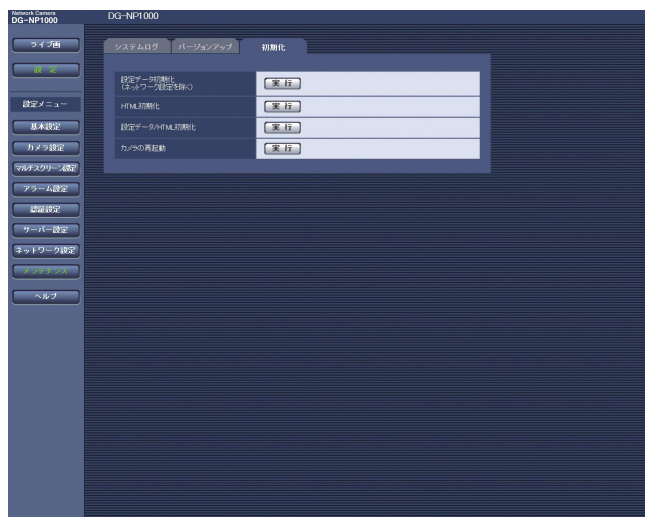 Network Camera
DG-NP1000
DG-NP1000
ライブ画
設 定
設定メニュー
基本設定
カメラ設定
マルチスクリーン設定
アラーム設定
認証設定
サーバー設定
ネットワーク設定
メンテナンス
ヘルプ
システムログ
バージョンアップ
初期化
設定データ初期化
(ネットワーク設定を除く)
実 行
HTML初期化
実 行
設定データ/HTML初期化
実 行
カメラの再起動
実 行